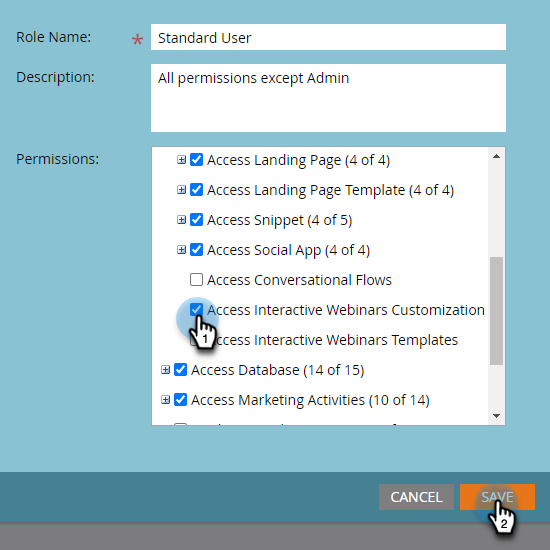 Role Name: * Standard User
Description: All permissions except Admin
Permissions:
Access Landing Page (4 of 4)
Access Landing Page Template (4 of 4)
Access Snippet (4 of 5)
Access Social App (4 of 4)
Access Conversational Flows
Access Interactive Webinars Customization
1
Access Interactive Webinars Templates
Access Database (14 of 15)
Access Marketing Activities (10 of 14)
CANCEL SAVE
2